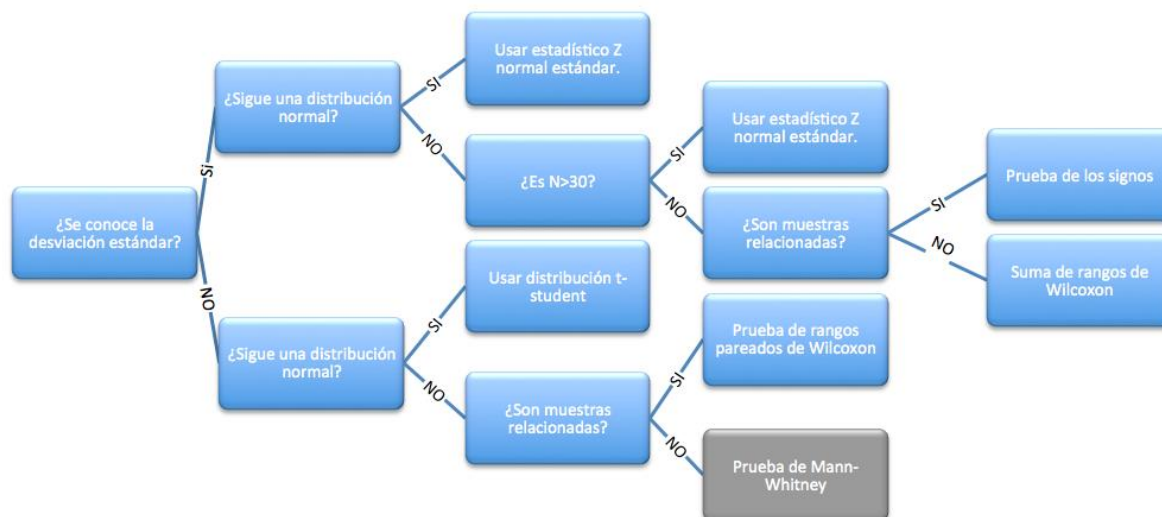 ¿Se conoce la
desviación estándar?
Si
NO
¿Sigue una distribución
normal?
SI
NO
Usar estadístico Z
normal estándar.
¿Es N>30?
SI
NO
Usar estadístico Z
normal estándar.
¿Son muestras
relacionadas?
SI
NO
Prueba de los signos
Suma de rangos de
Wilcoxon
¿Sigue una distribución
normal?
SI
NO
Usar distribución t-
student
¿Son muestras
relacionadas?
SI
NO
Prueba de rangos
pareados de Wilcoxon
Prueba de Mann-
Whitney